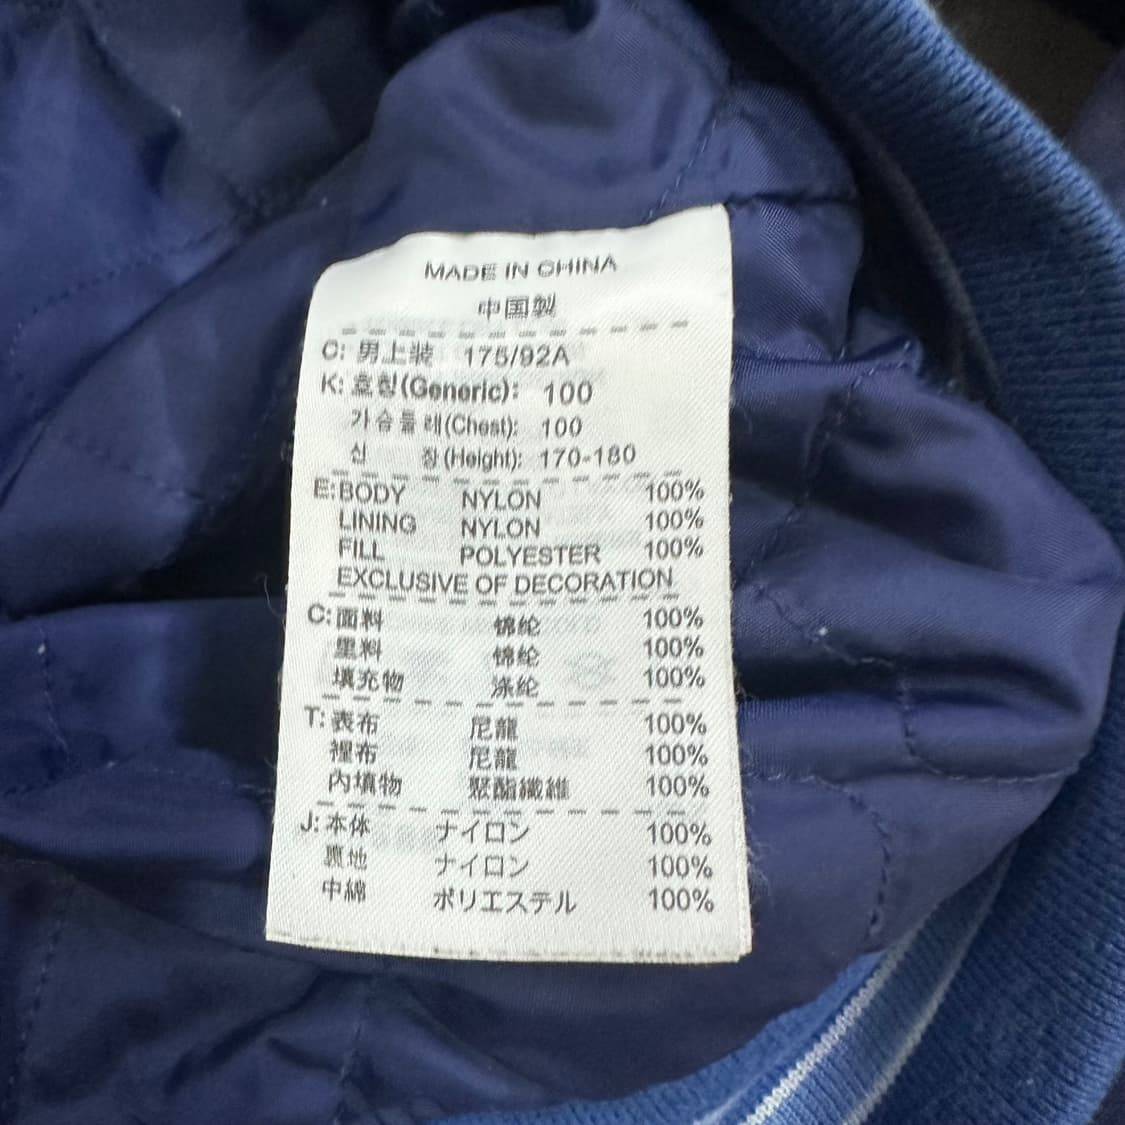 MADE IN CHINA
中国製
C: 男上装 175/92A
K: 호칭(Generic): 100
가슴둘레(Chest): 100
신 장(Height): 170-180
E:BODY NYLON 100%
LINING NYLON 100%
FILL POLYESTER 100%
EXCLUSIVE OF DECORATION
C:面料 锦纶 100%
里料 锦纶 100%
填充物 涤纶 100%
T:表布 尼龍 100%
裡布 尼龍 100%
內填物 聚酯纖維 100%
J:本体 ナイロン 100%
裏地 ナイロン 100%
中綿 ポリエステル 100%